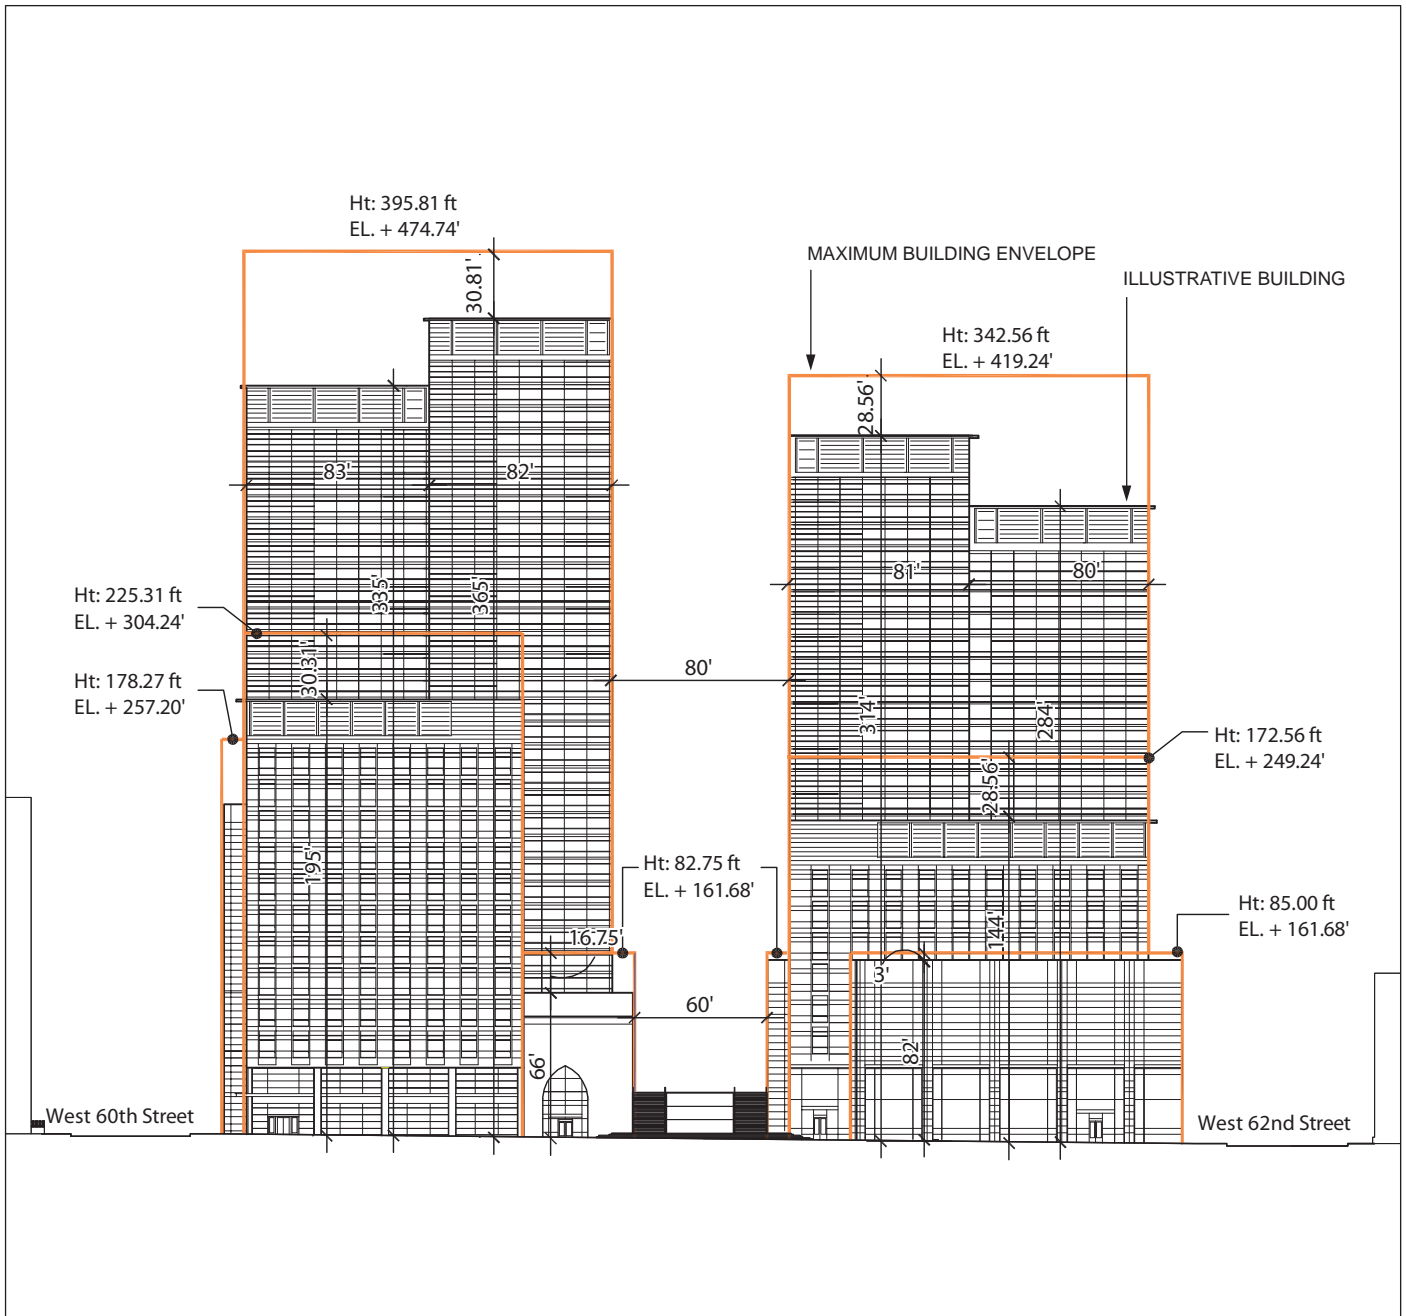 Ht: 395.81 ft
EL. + 474.74'
30.81'
MAXIMUM BUILDING ENVELOPE
ILLUSTRATIVE BUILDING
Ht: 342.56 ft
EL. + 419.24'
28.56'
83'
82'
81'
80'
335'
365'
Ht: 225.31 ft
EL. + 304.24'
30.31'
80'
Ht: 178.27 ft
EL. + 257.20'
314'
284'
Ht: 172.56 ft
EL. + 249.24'
28.56'
195'
Ht: 82.75 ft
EL. + 161.68'
Ht: 85.00 ft
EL. + 161.68'
16.75'
144'
3'
60'
66'
82'
West 60th Street
West 62nd Street